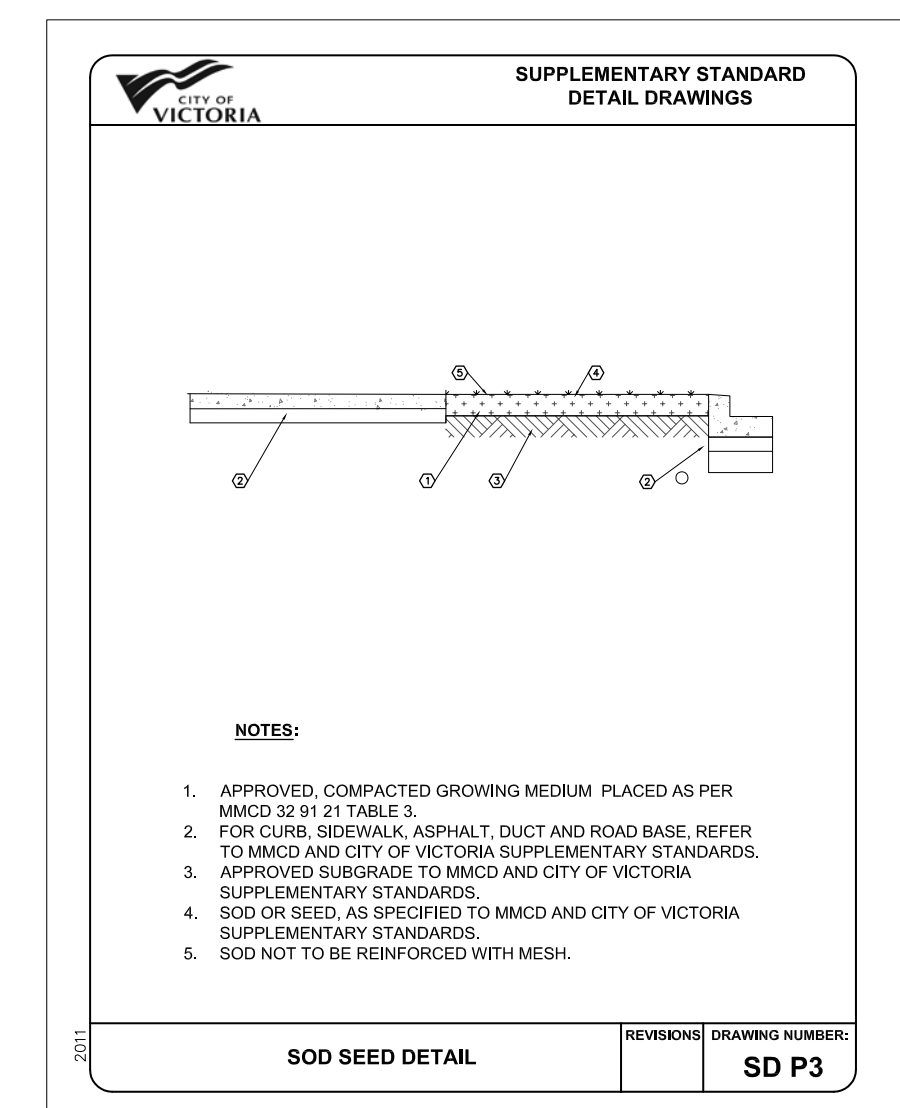 CITY OF
VICTORIA
SUPPLEMENTARY STANDARD
DETAIL DRAWINGS
5
4
2
1
3
2
NOTES:
1. APPROVED, COMPACTED GROWING MEDIUM PLACED AS PER
MMCD 32 91 21 TABLE 3.
2. FOR CURB, SIDEWALK, ASPHALT, DUCT AND ROAD BASE, REFER
TO MMCD AND CITY OF VICTORIA SUPPLEMENTARY STANDARDS.
3. APPROVED SUBGRADE TO MMCD AND CITY OF VICTORIA
SUPPLEMENTARY STANDARDS.
4. SOD OR SEED, AS SPECIFIED TO MMCD AND CITY OF VICTORIA
SUPPLEMENTARY STANDARDS.
5. SOD NOT TO BE REINFORCED WITH MESH.
2011
SOD SEED DETAIL
REVISIONS
DRAWING NUMBER:
SD P3